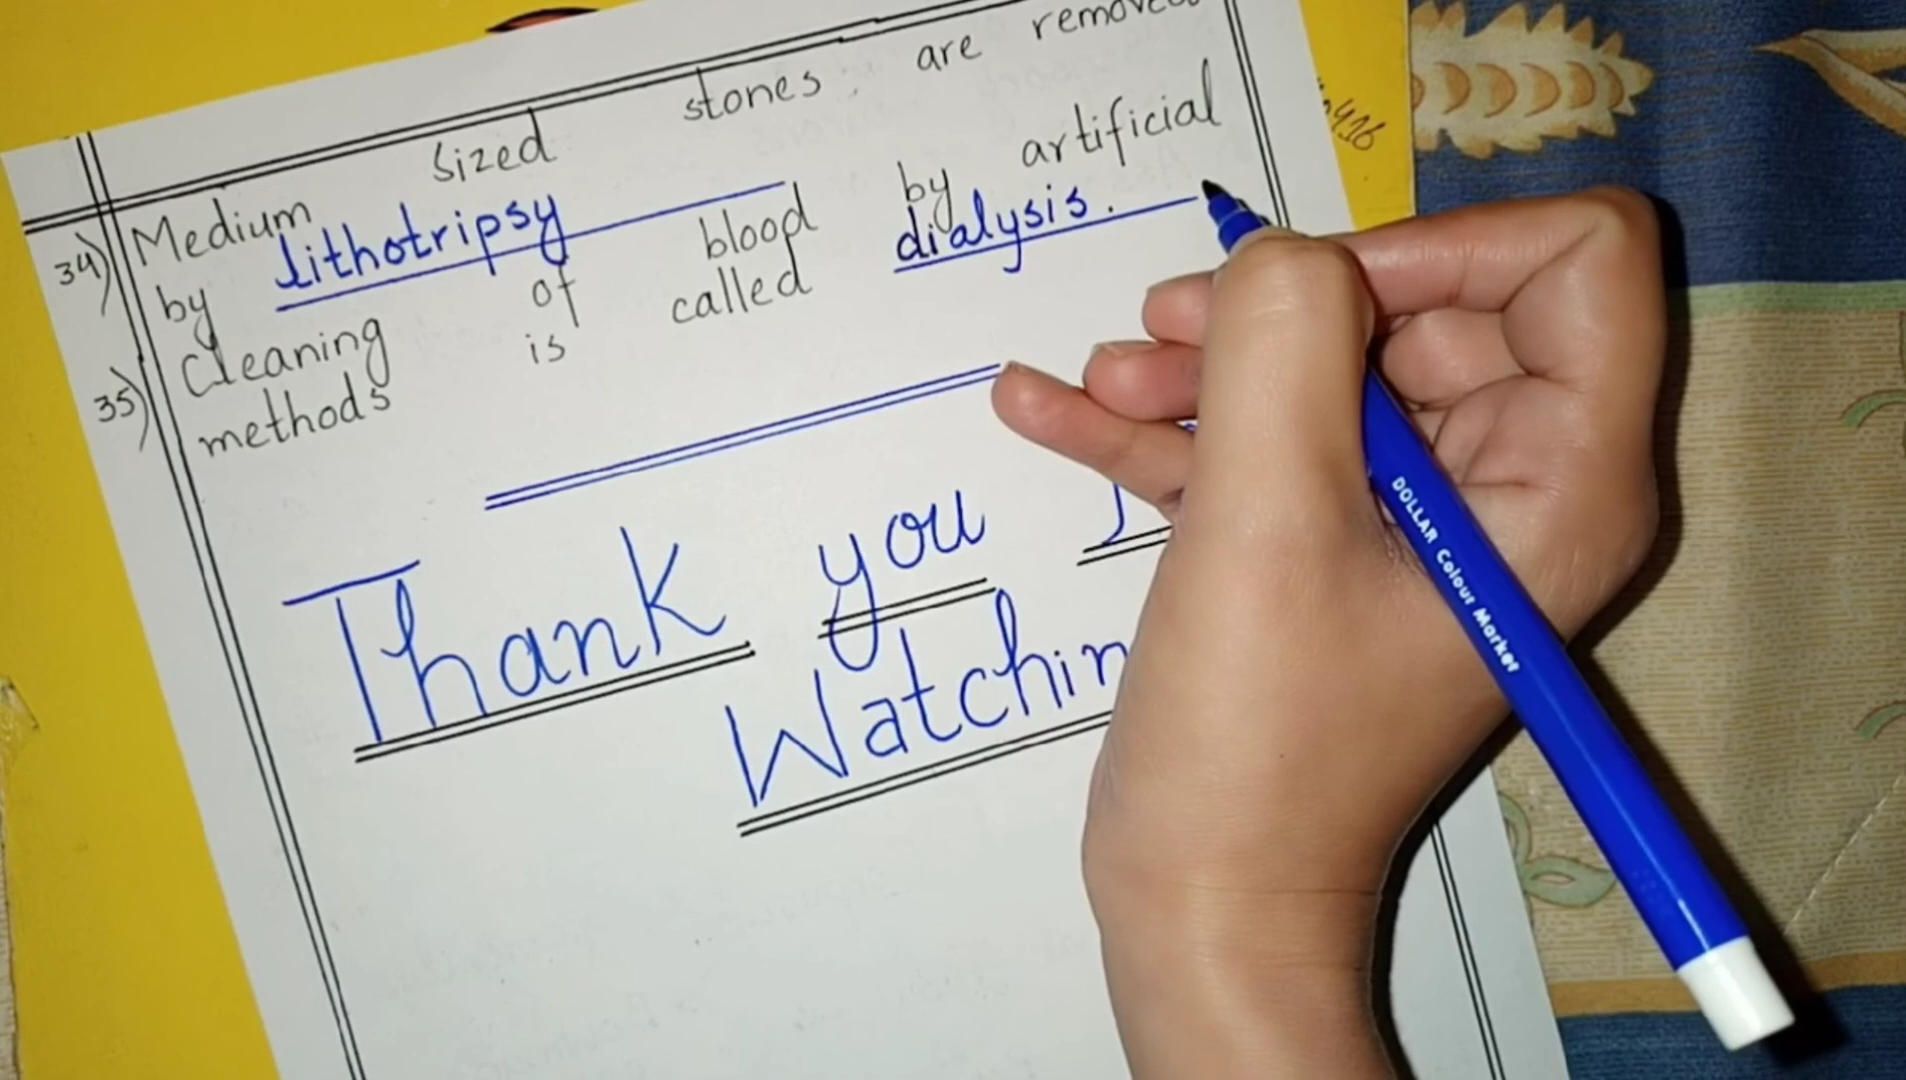 34) Medium sized stones are removed
by lithotripsy
35) Cleaning of blood by artificial
methods is called dialysis.
Thank you
Watchin
DOLLAR Colour Marker